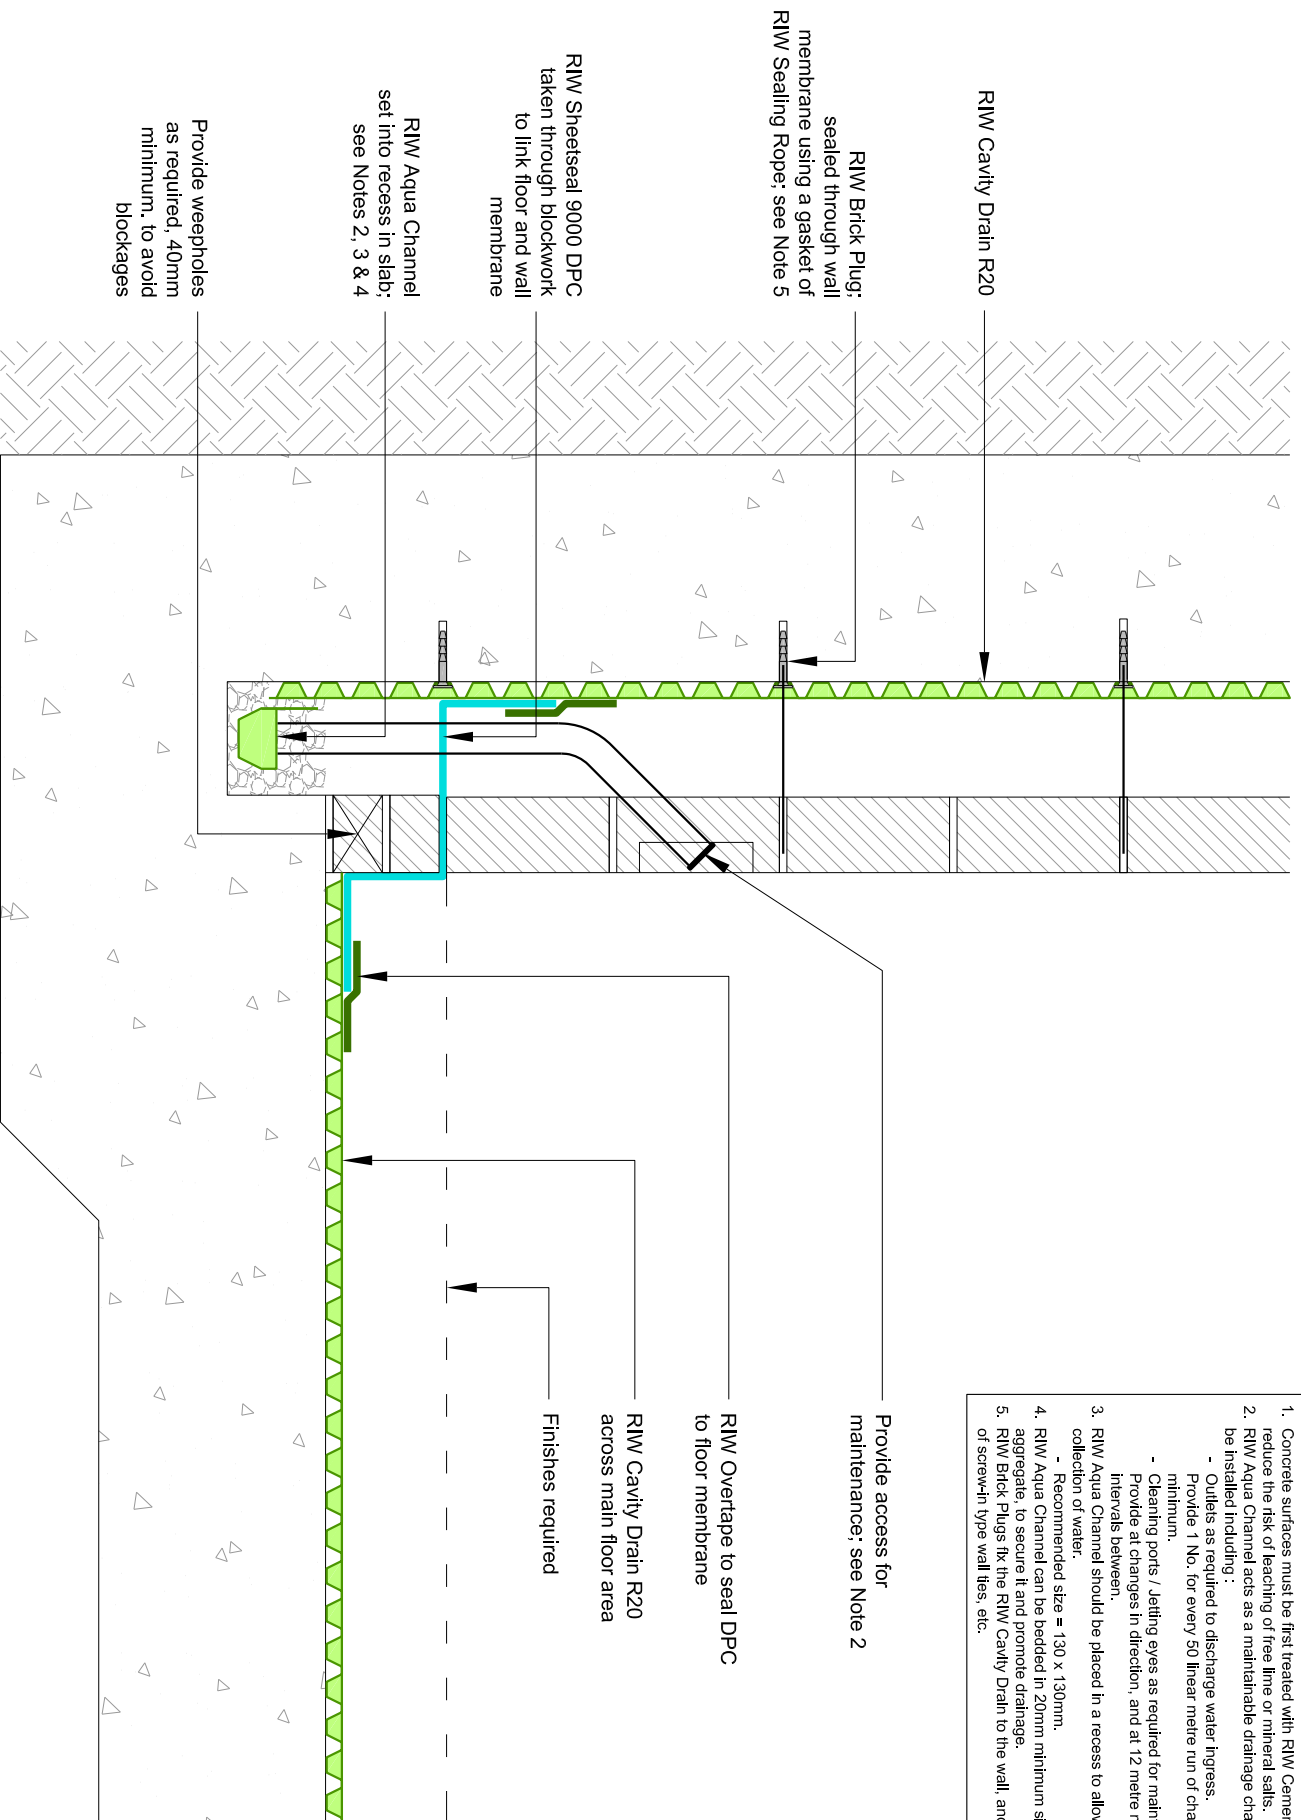 RIW Cavity Drain R20
RIW Brick Plug;
sealed through wall
membrane using a gasket of
RIW Sealing Rope; see Note 5
RIW Sheetseal 9000 DPC
taken through blockwork
to link floor and wall
membrane
RIW Aqua Channel
set into recess in slab;
see Notes 2, 3 & 4
Provide weepholes
as required, 40mm
minimum. to avoid
blockages
Provide access for
maintenance; see Note 2
RIW Overtape to seal DPC
to floor membrane
RIW Cavity Drain R20
across main floor area
Finishes required
1. Concrete surfaces must be first treated with RIW
reduce the risk of leaching of free lime or mineral salts.
2. RIW Aqua Channel acts as a maintainable drainage
be installed including :
- Outlets as required to discharge water ingress.
Provide 1 No. for every 50 linear metre run of
minimum.
- Cleaning ports / Jetting eyes as required for
Provide at changes in direction, and at 12 metre
intervals between.
3. RIW Aqua Channel should be placed in a recess to
collection of water.
- Recommended size = 130 x 130mm.
4. RIW Aqua Channel can be bedded in 20mm minimum
aggregate, to secure it and promote drainage.
5. RIW Brick Plugs fix the RIW Cavity Drain to the wall,
of screw-in type wall ties, etc.